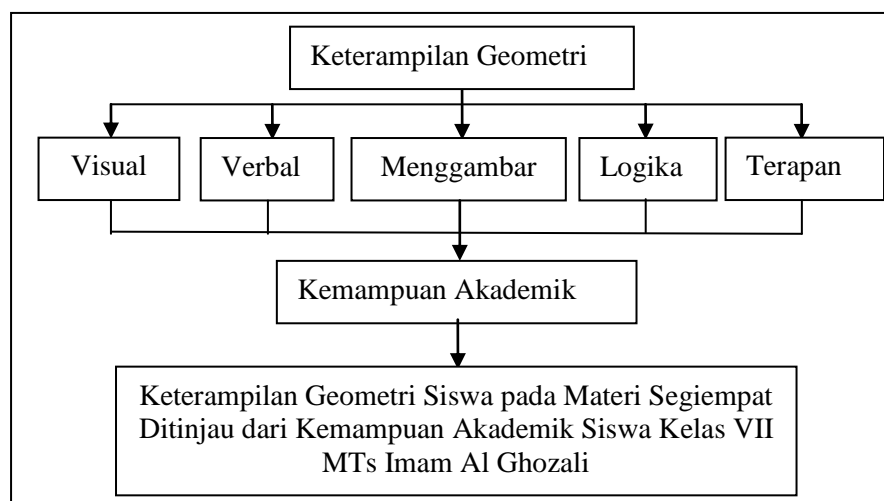 Keterampilan Geometri
Visual
Verbal
Menggambar
Logika
Terapan
Kemampuan Akademik
Keterampilan Geometri Siswa pada Materi Segiempat
Ditinjau dari Kemampuan Akademik Siswa Kelas VII
MTs Imam Al Ghozali